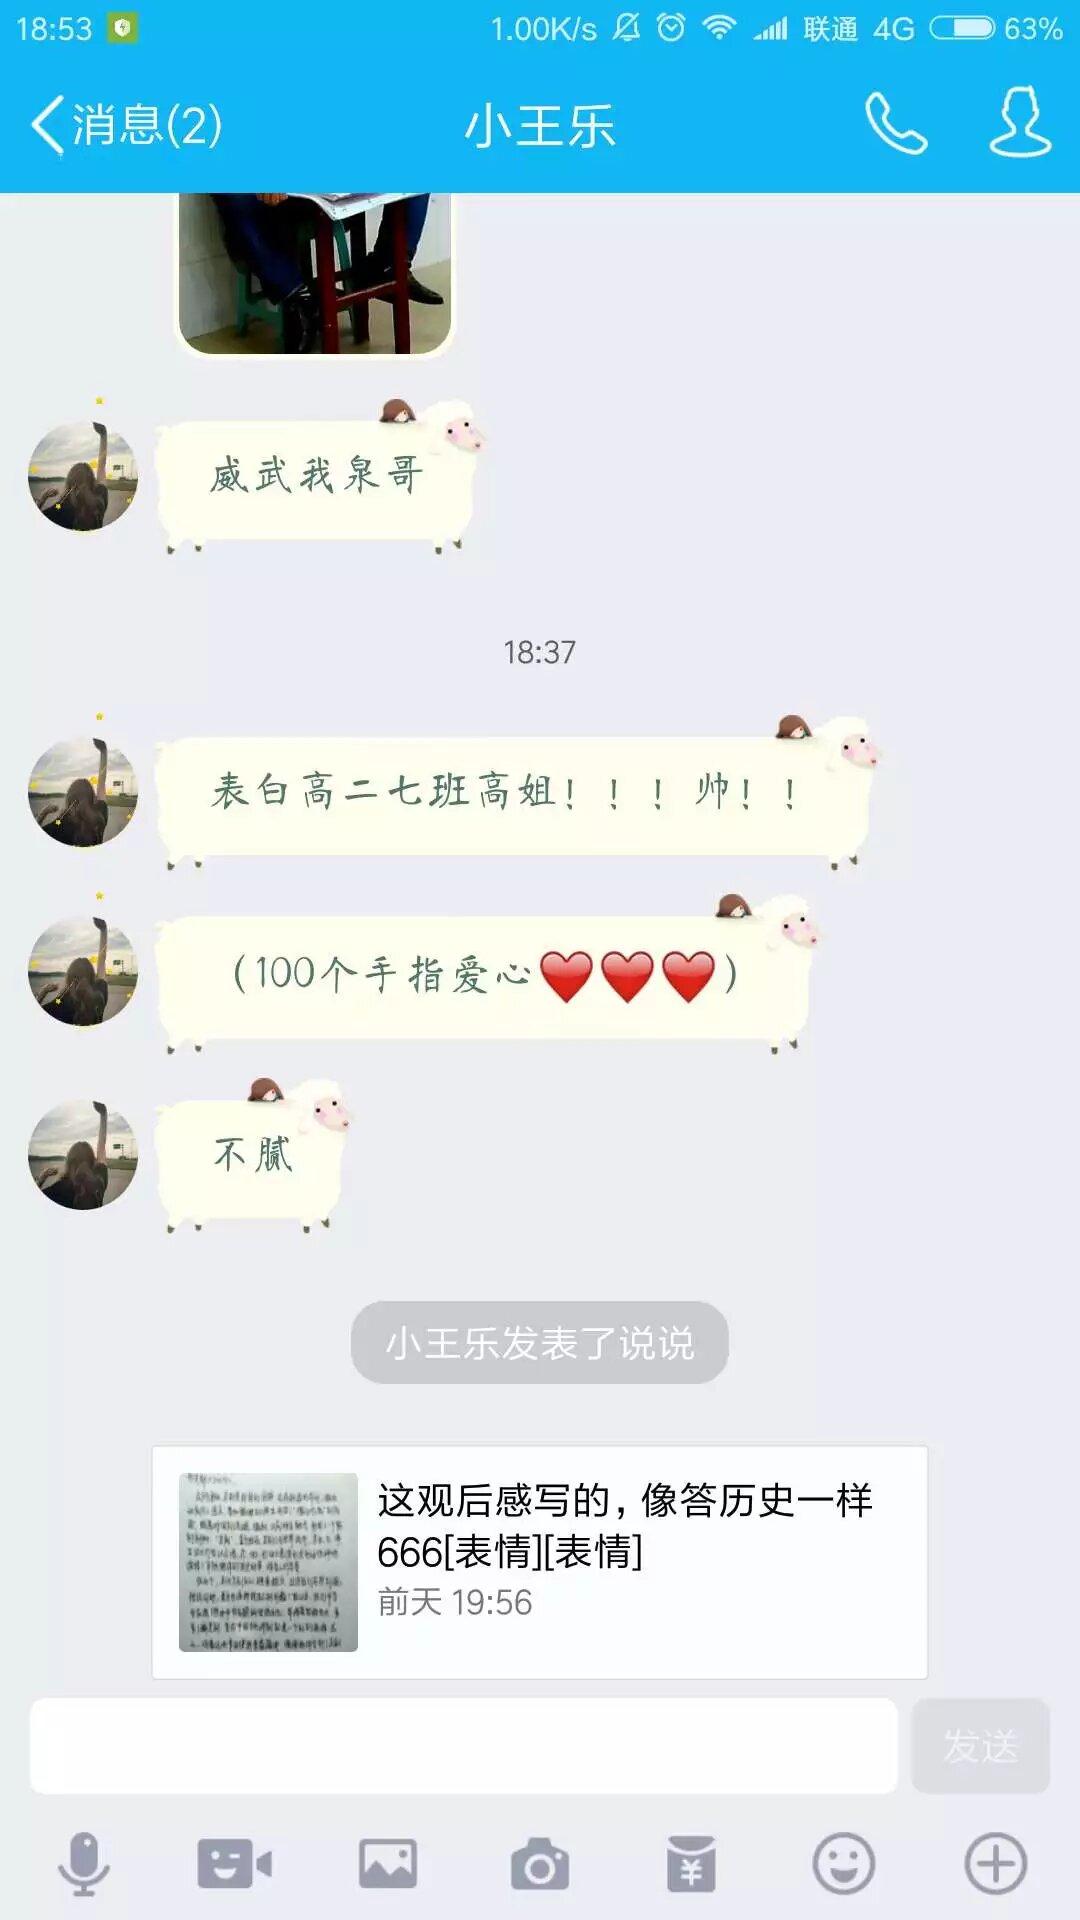 18:53 1.00K/s 联通 4G 63%
消息(2) 小王乐
威武我泉哥
18:37
表白高二七班高姐！！！帅！！
（100个手指爱心❤️❤️❤️）
不腻
小王乐发表了说说
这观后感写的，像答历史一样
666[表情][表情]
前天 19:56
发送